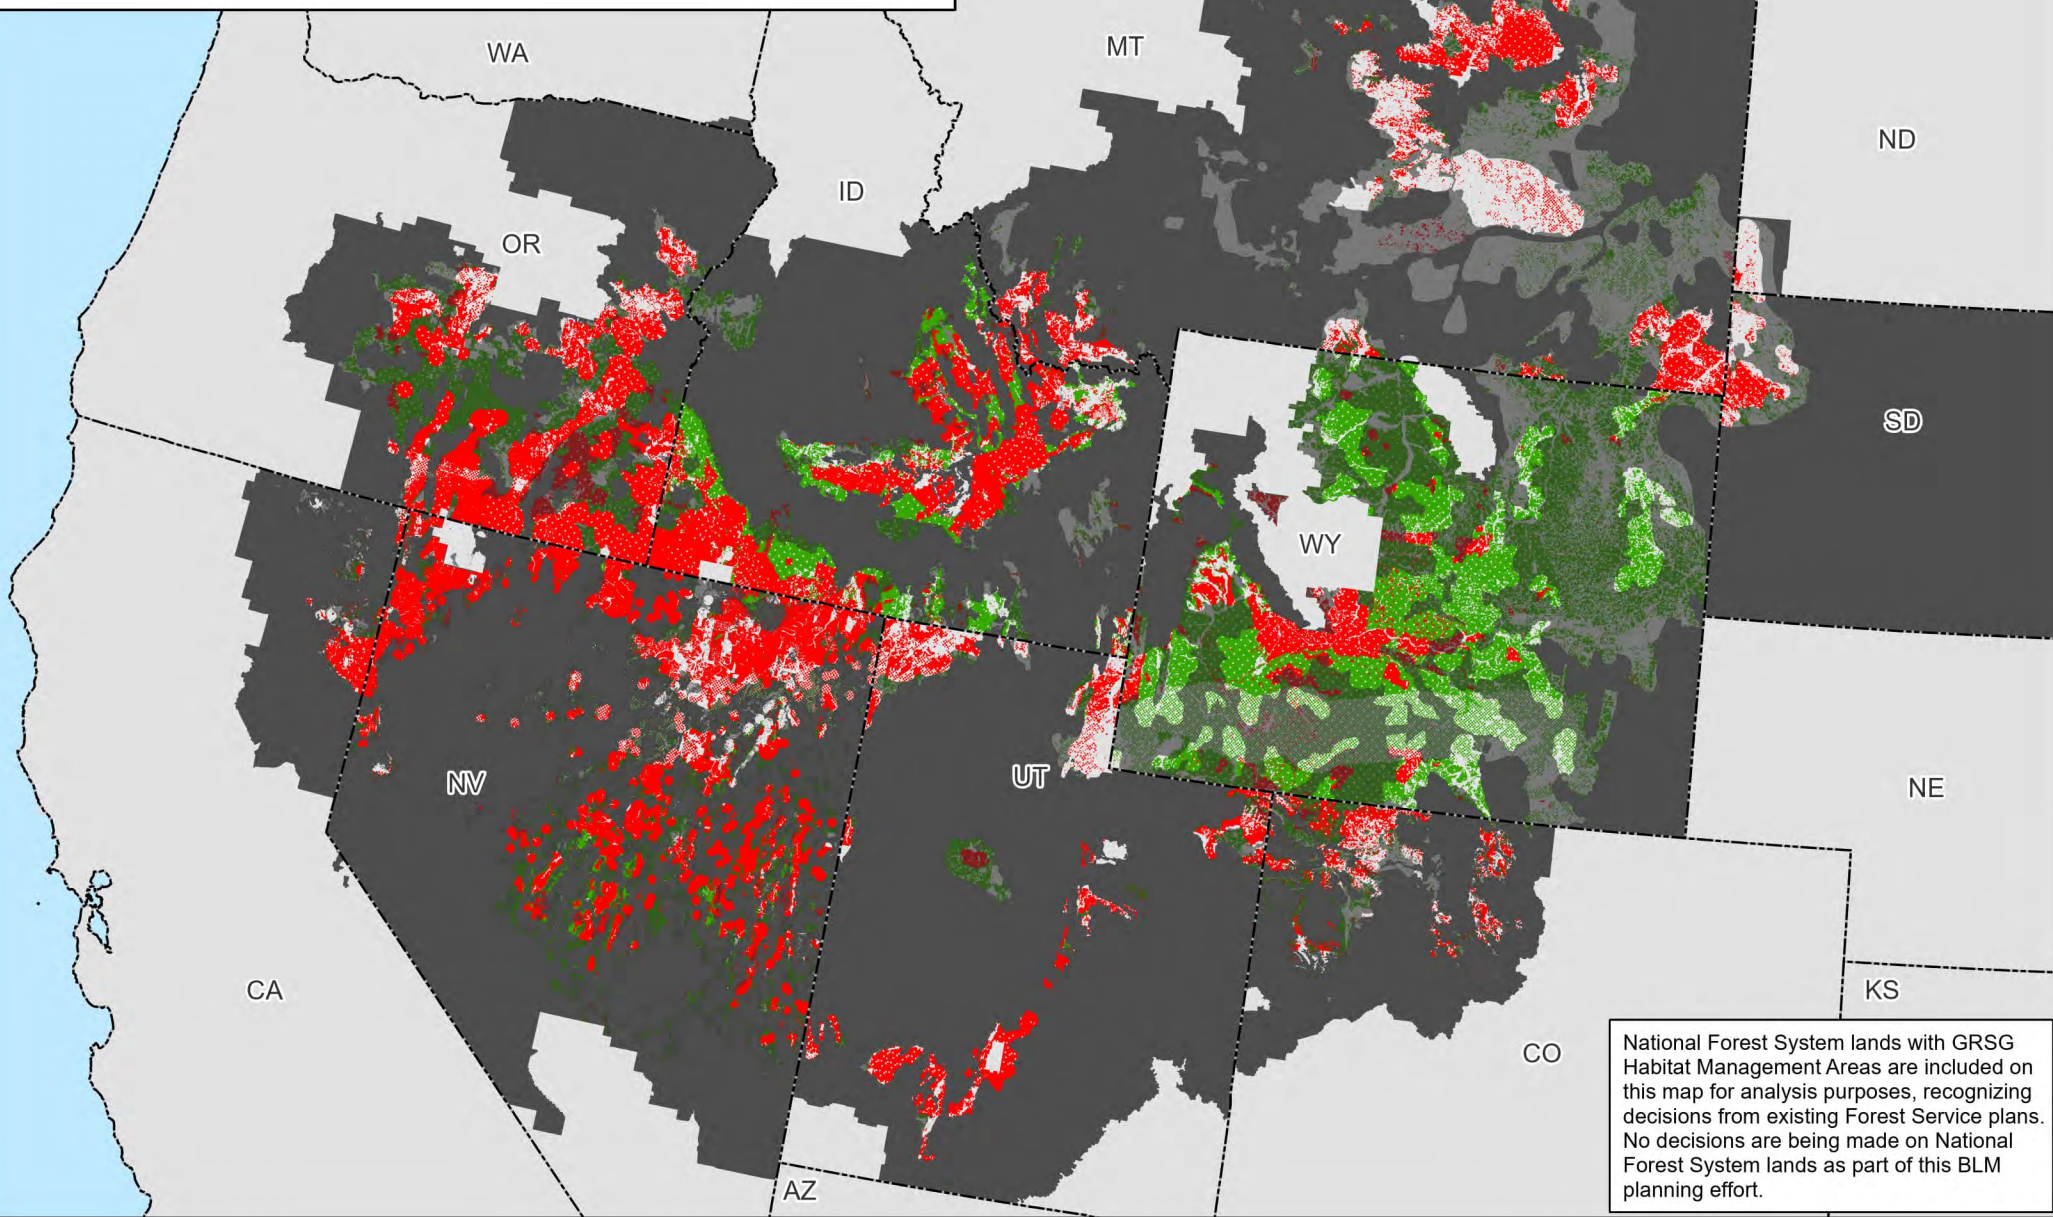 WA
MT
ND
ID
OR
SD
WY
NV
UT
NE
CA
KS
CO
AZ
National Forest System lands with GRSG
Habitat Management Areas are included on
this map for analysis purposes, recognizing
decisions from existing Forest Service plans.
No decisions are being made on National
Forest System lands as part of this BLM
planning effort.